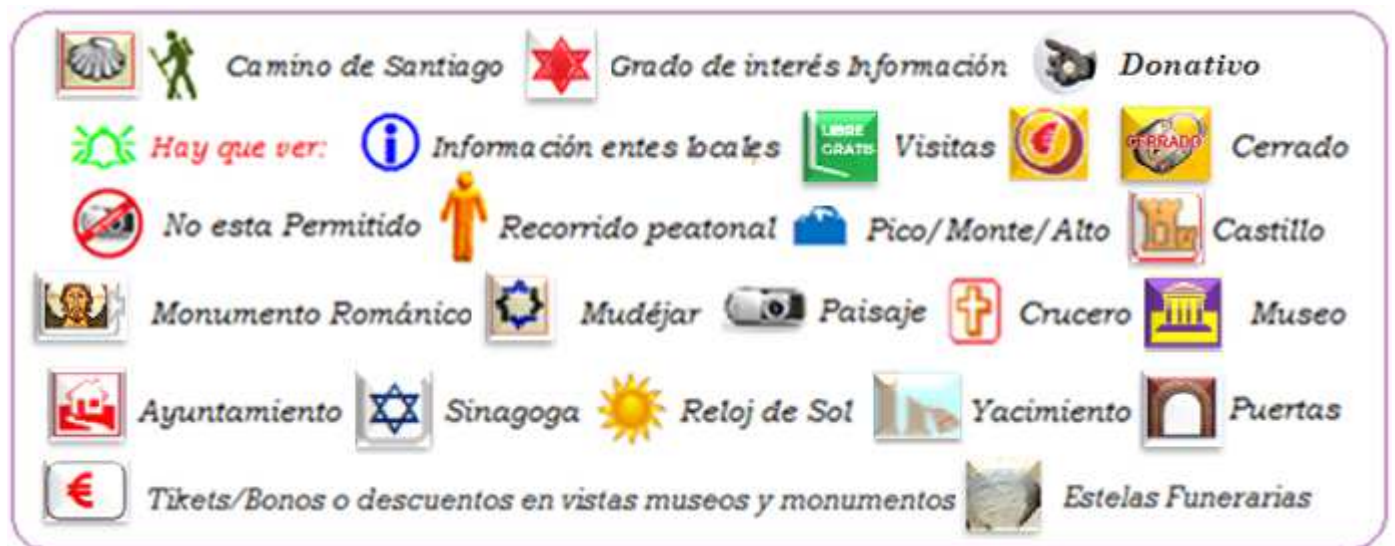 Camino de Santiago Grado de interés Información Donativo
Hay que ver: Información entes locales LIBRE GRATIS Visitas € CERRADO Cerrado
No esta Permitido Recorrido peatonal Pico/Monte/Alto Castillo
Monumento Románico Mudéjar Paisaje Crucero Museo
Ayuntamiento Sinagoga Reloj de Sol Yacimiento Puertas
€ Tikets/Bonos o descuentos en vistas museos y monumentos Estelas Funerarias